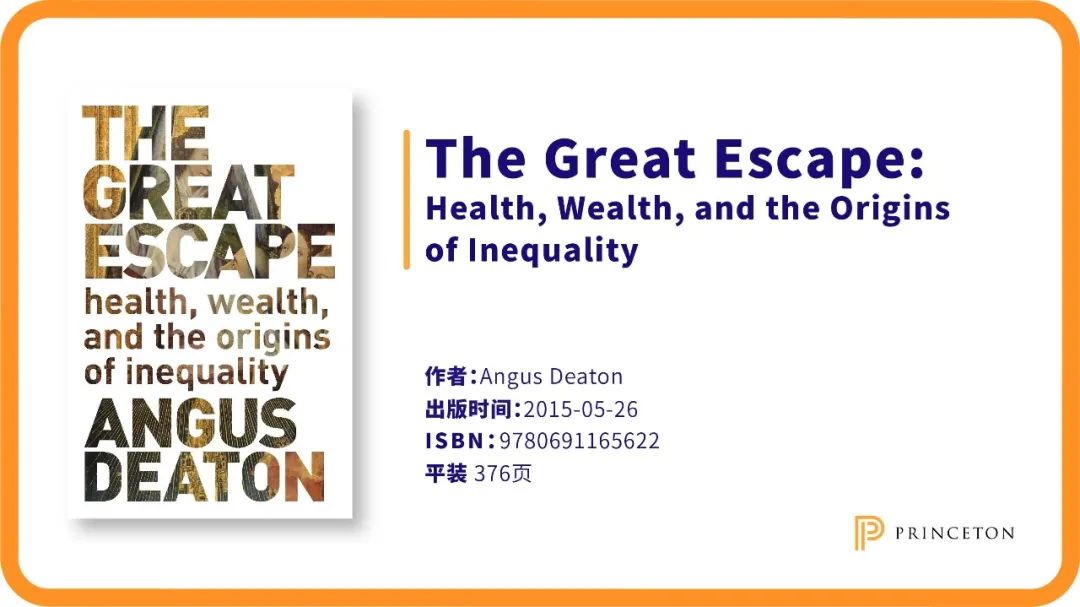 THE
GREAT
ESCAPE
health, wealth,
and the origins
of inequality
ANGUS
DEATON
The Great Escape:
Health, Wealth, and the Origins
of Inequality
作者：Angus Deaton
出版时间：2015-05-26
ISBN：9780691165622
平装 376页
PRINCETON